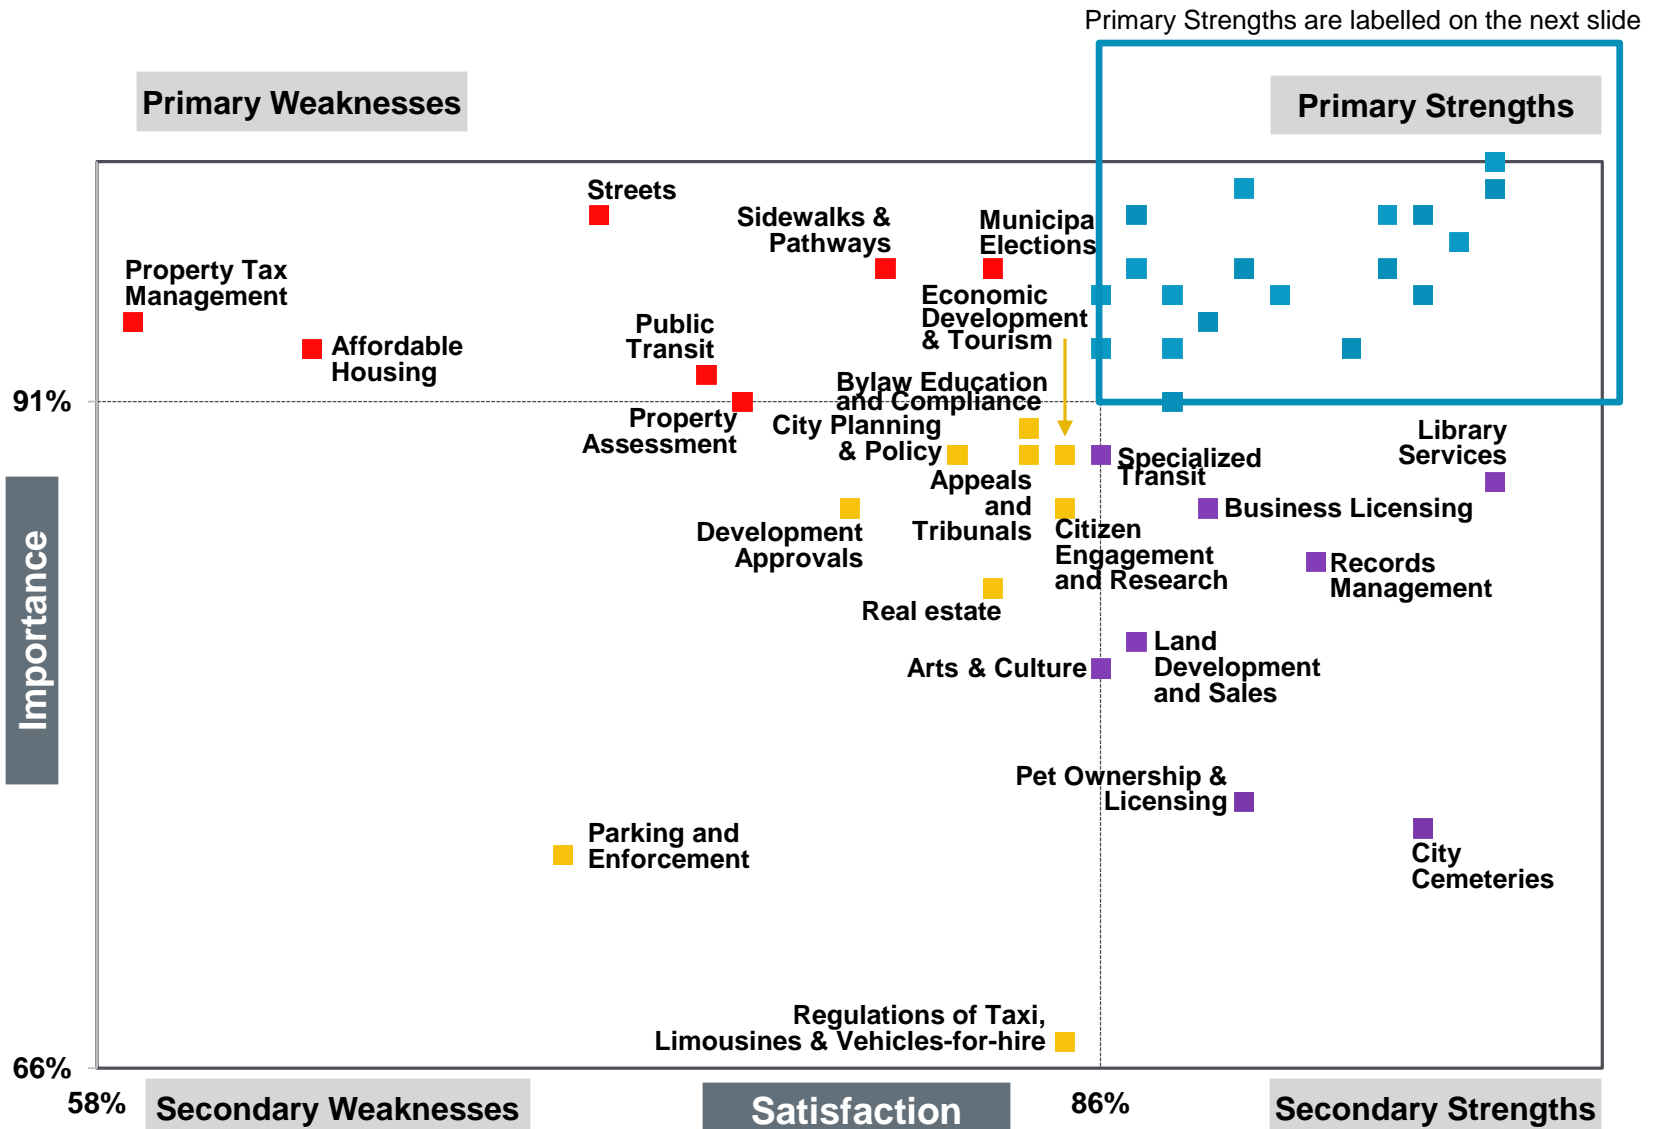 Primary Strengths are labelled on the next slide
Primary Weaknesses
Primary Strengths
Streets
Sidewalks &
Pathways
Municipa
Elections
Property Tax
Management
Economic
Development
& Tourism
Public
Transit
Affordable
Housing
Bylaw Education
and Compliance
91%
Property
Assessment
City Planning
& Policy
Library
Services
Specialized
Transit
Appeals
and
Tribunals
Business Licensing
Development
Approvals
Citizen
Engagement
and Research
Records
Management
Real estate
Land
Development
and Sales
Arts & Culture
Importance
Pet Ownership &
Licensing
Parking and
Enforcement
City
Cemeteries
Regulations of Taxi,
Limousines & Vehicles-for-hire
66%
58%
Secondary Weaknesses
Satisfaction
86%
Secondary Strengths